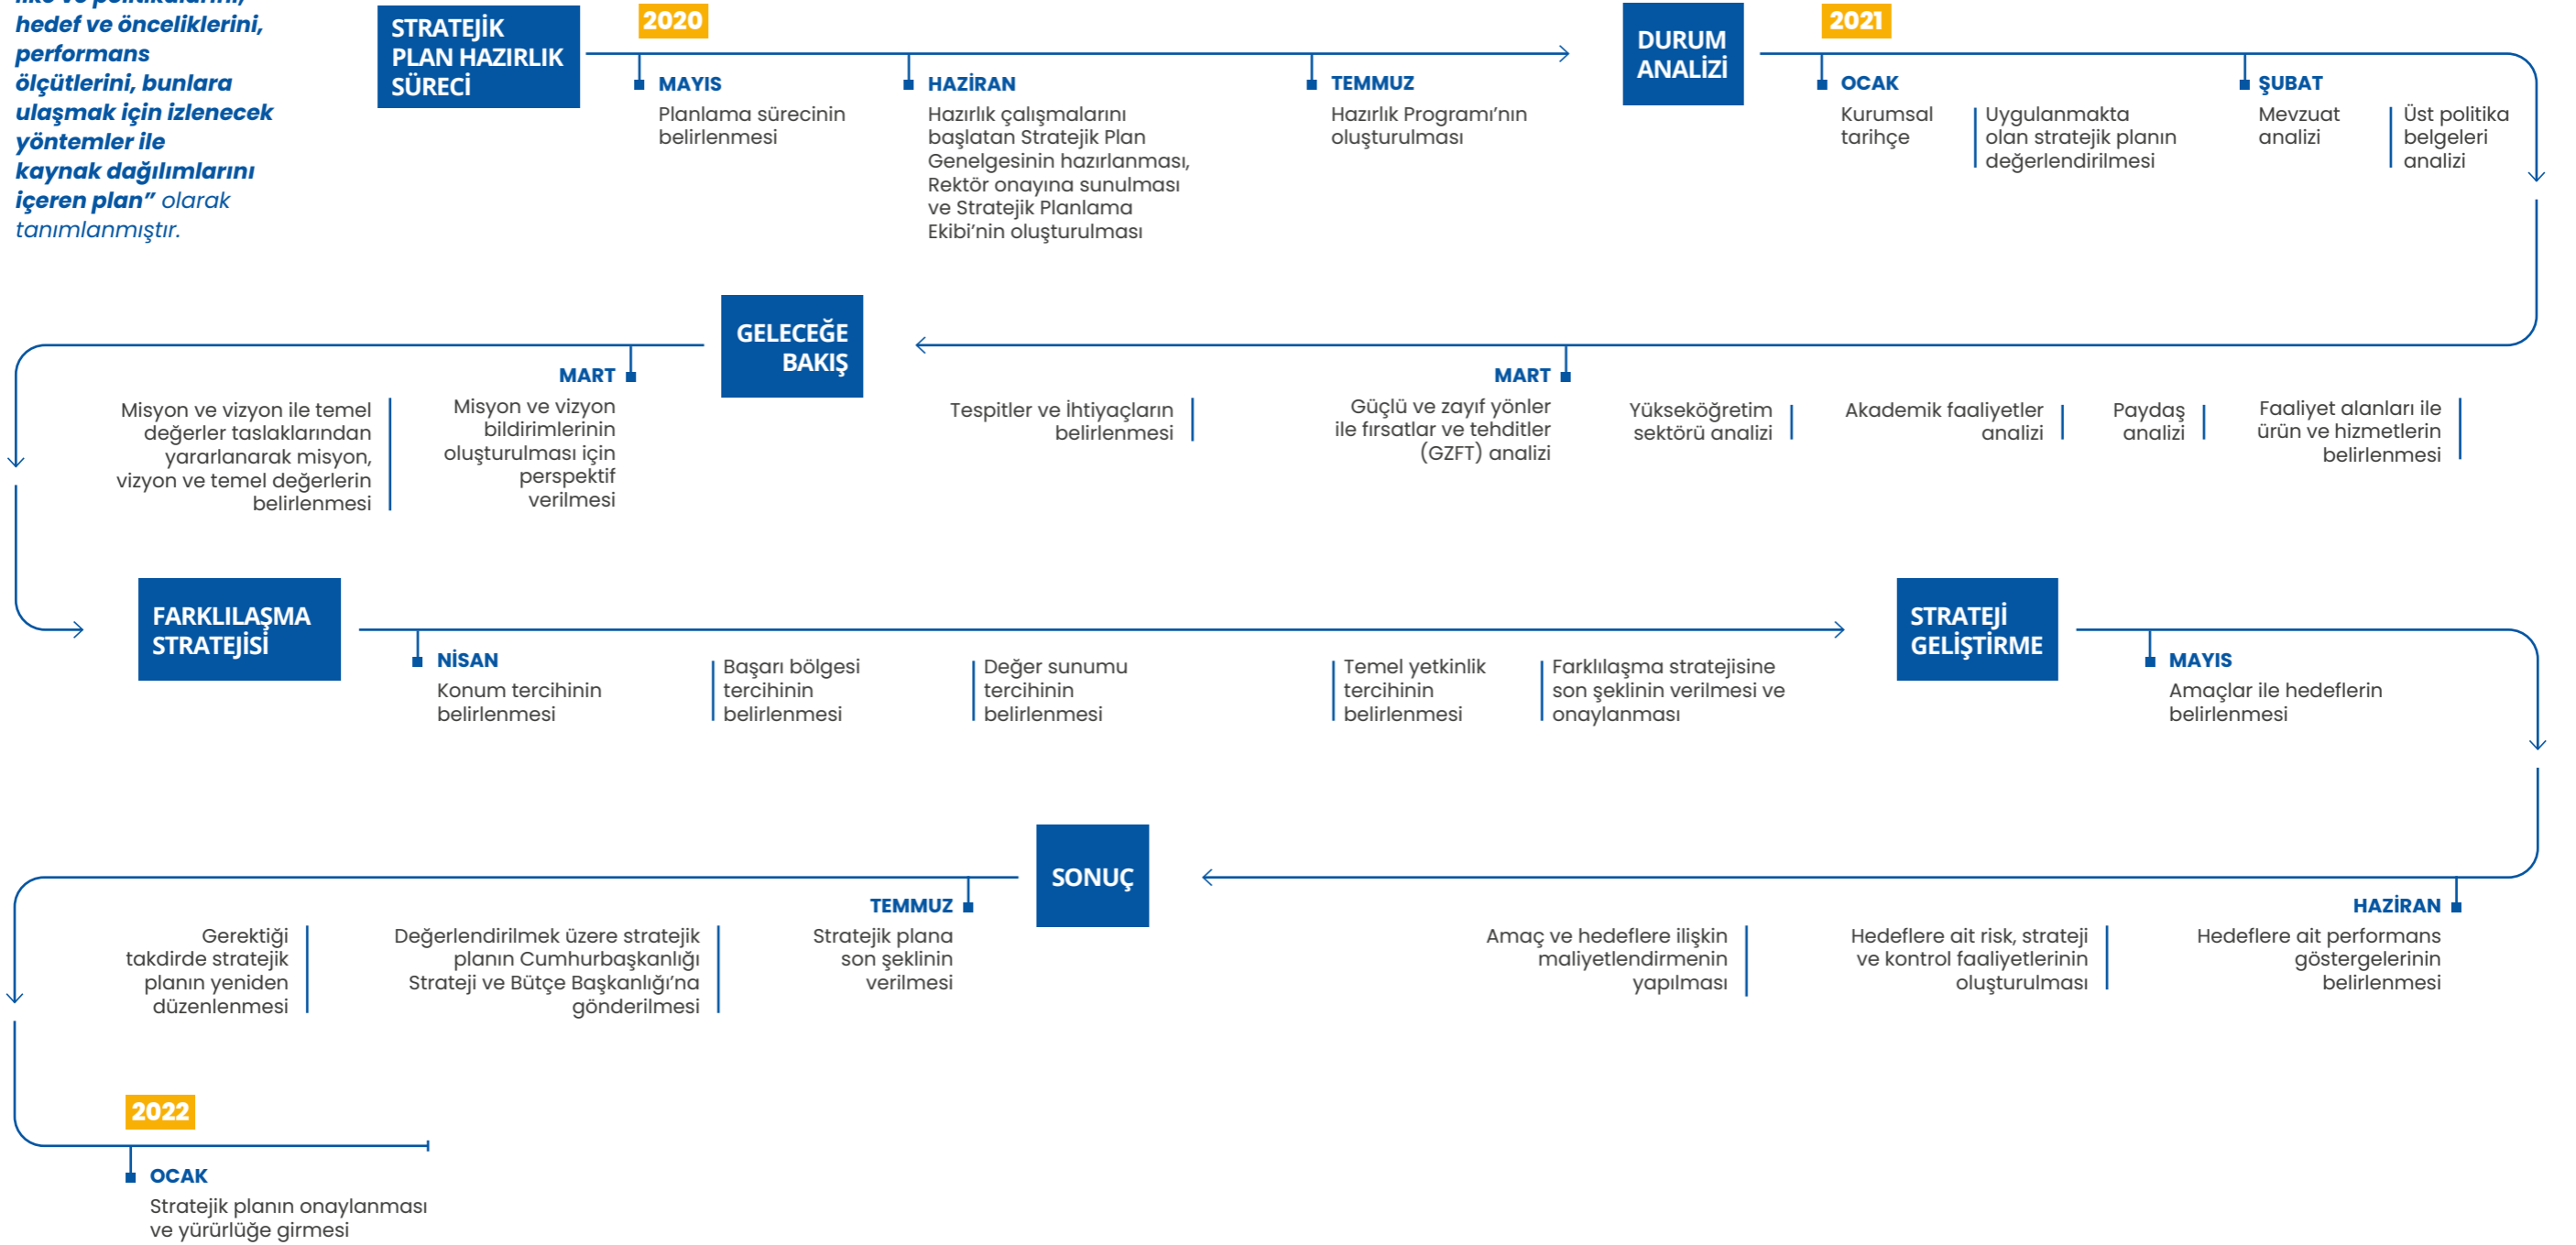 hedef ve önceliklerini,
performans
ölçütlerini, bunlara
ulaşmak için izlenecek
yöntemler ile
kaynak dağılımlarını
içeren plan” olarak
tanımlanmıştır.
STRATEJİK
PLAN HAZIRLIK
SÜRECİ
2020
MAYIS
Planlama sürecinin
belirlenmesi
HAZİRAN
Hazırlık çalışmalarını
başlatan Stratejik Plan
Genelgesinin hazırlanması,
Rektör onayına sunulması
ve Stratejik Planlama
Ekibi’nin oluşturulması
TEMMUZ
Hazırlık Programı’nın
oluşturulması
DURUM
ANALİZİ
2021
OCAK
Kurumsal
tarihçe
Uygulanmakta
olan stratejik planın
değerlendirilmesi
ŞUBAT
Mevzuat
analizi
Üst politika
belgeleri
analizi
Faaliyet alanları ile
ürün ve hizmetlerin
belirlenmesi
Paydaş
analizi
Akademik faaliyetler
analizi
Yükseköğretim
sektörü analizi
MART
Güçlü ve zayıf yönler
ile fırsatlar ve tehditler
(GZFT) analizi
Tespitler ve İhtiyaçların
belirlenmesi
GELECEĞE
BAKIŞ
MART
Misyon ve vizyon
bildirimlerinin
oluşturulması için
perspektif
verilmesi
Misyon ve vizyon ile temel
değerler taslaklarından
yararlanarak misyon,
vizyon ve temel değerlerin
belirlenmesi
FARKLILAŞMA
STRATEJİSİ
NİSAN
Konum tercihinin
belirlenmesi
Başarı bölgesi
tercihinin
belirlenmesi
Değer sunumu
tercihinin
belirlenmesi
Temel yetkinlik
tercihinin
belirlenmesi
Farklılaşma stratejisine
son şeklinin verilmesi ve
onaylanması
STRATEJİ
GELİŞTİRME
MAYIS
Amaçlar ile hedeflerin
belirlenmesi
HAZİRAN
Hedeflere ait performans
göstergelerinin
belirlenmesi
Hedeflere ait risk, strateji
ve kontrol faaliyetlerinin
oluşturulması
Amaç ve hedeflere ilişkin
maliyetlendirmenin
yapılması
SONUÇ
TEMMUZ
Stratejik plana
son şeklinin
verilmesi
Değerlendirilmek üzere stratejik
planın Cumhurbaşkanlığı
Strateji ve Bütçe Başkanlığı’na
gönderilmesi
Gerektiği
takdirde stratejik
planın yeniden
düzenlenmesi
2022
OCAK
Stratejik planın onaylanması
ve yürürlüğe girmesi